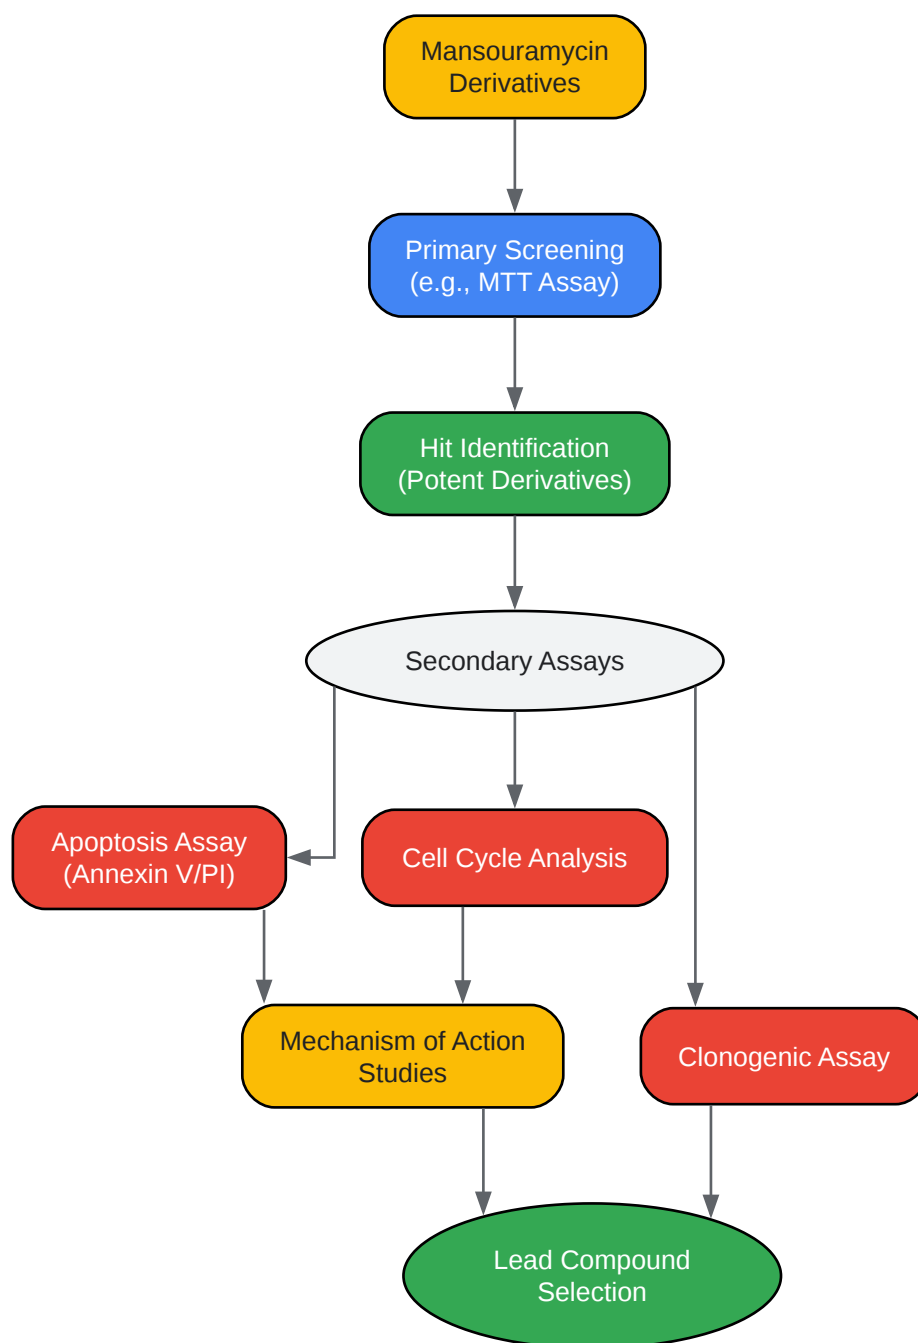 Mansouramycin
Derivatives
Primary Screening
(e.g., MTT Assay)
Hit Identification
(Potent Derivatives)
Secondary Assays
Apoptosis Assay
(Annexin V/PI)
Cell Cycle Analysis
Mechanism of Action
Studies
Clonogenic Assay
Lead Compound
Selection